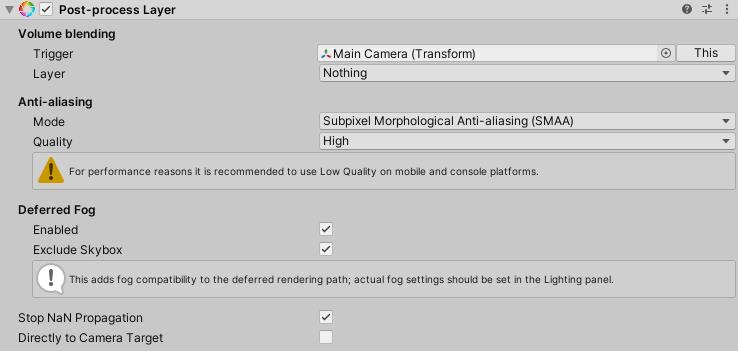 Post-process Layer
Volume blending
Trigger Main Camera (Transform) This
Layer Nothing
Anti-aliasing
Mode Subpixel Morphological Anti-aliasing (SMAA)
Quality High
For performance reasons it is recommended to use Low Quality on mobile and console platforms.
Deferred Fog
Enabled
Exclude Skybox
This adds fog compatibility to the deferred rendering path; actual fog settings should be set in the Lighting panel.
Stop NaN Propagation
Directly to Camera Target